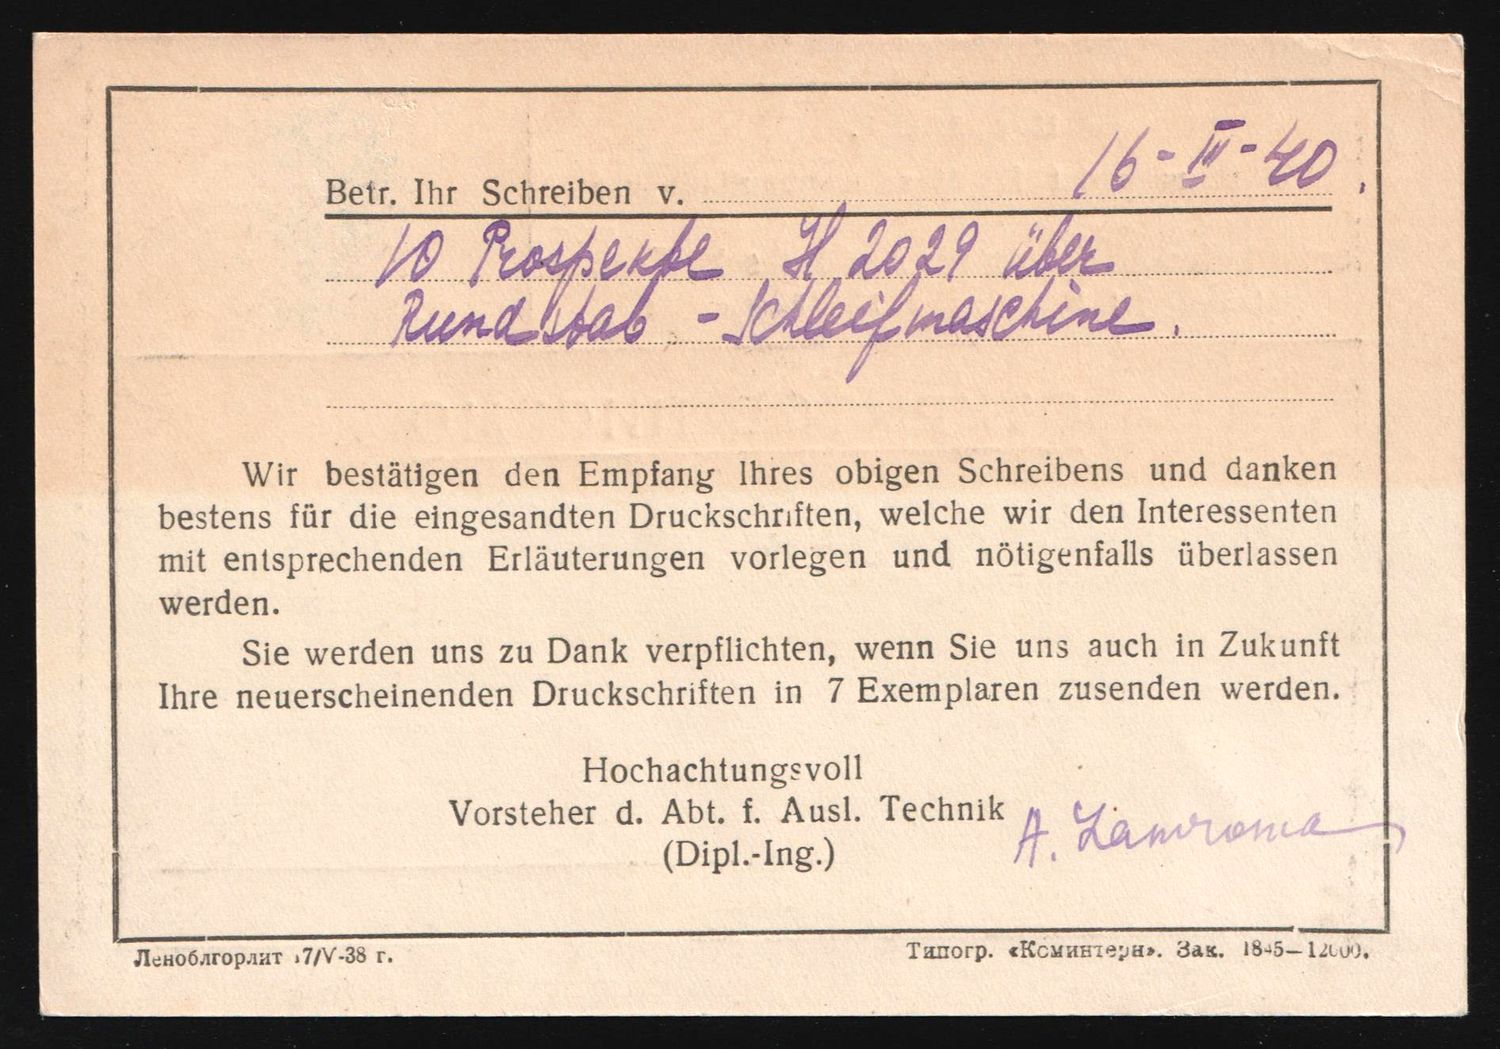 Betr. Ihr Schreiben v. 16-III-40.
10 Prospekte H 2029 über
Rundstab-Schleifmaschine.
Wir bestätigen den Empfang Ihres obigen Schreibens und danken
bestens für die eingesandten Druckschriften, welche wir den Interessenten
mit entsprechenden Erläuterungen vorlegen und nötigenfalls überlassen
werden.
Sie werden uns zu Dank verpflichten, wenn Sie uns auch in Zukunft
Ihre neuerscheinenden Druckschriften in 7 Exemplaren zusenden werden.
Hochachtungsvoll
Vorsteher d. Abt. f. Ausl. Technik
(Dipl.-Ing.) A.
Леноблгорлит 17/V-38 г.
Типогр. «Коминтерн». Зак. 1845—12000.